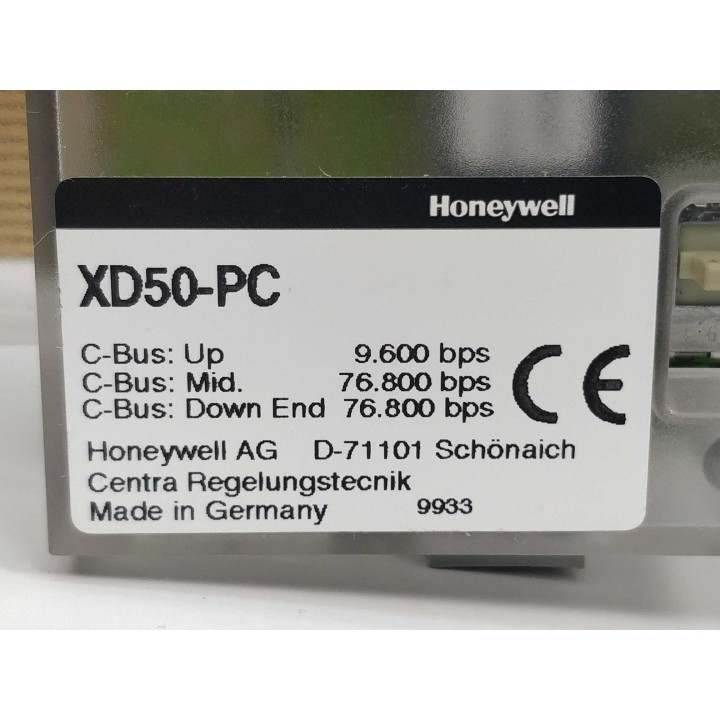 Honeywell
XD50-PC
C-Bus: Up 9.600 bps
C-Bus: Mid. 76.800 bps
C-Bus: Down End 76.800 bps
CE
Honeywell AG D-71101 Schönaich
Centra Regelungstecnik
Made in Germany 9933